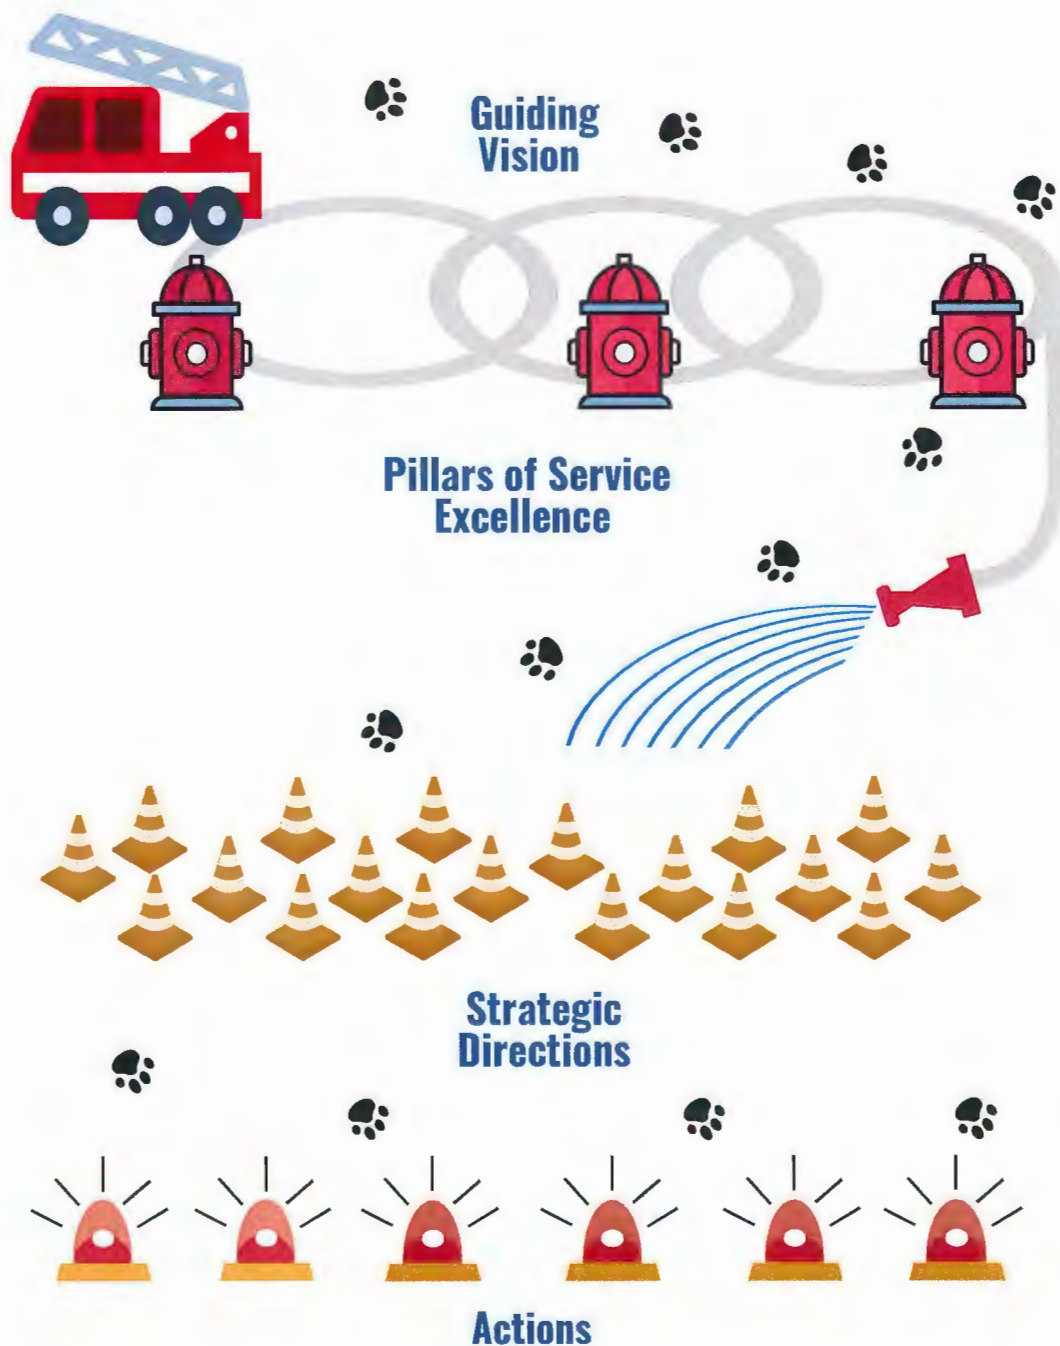 Guiding
Vision
Pillars of Service
Excellence
Strategic
Directions
Actions